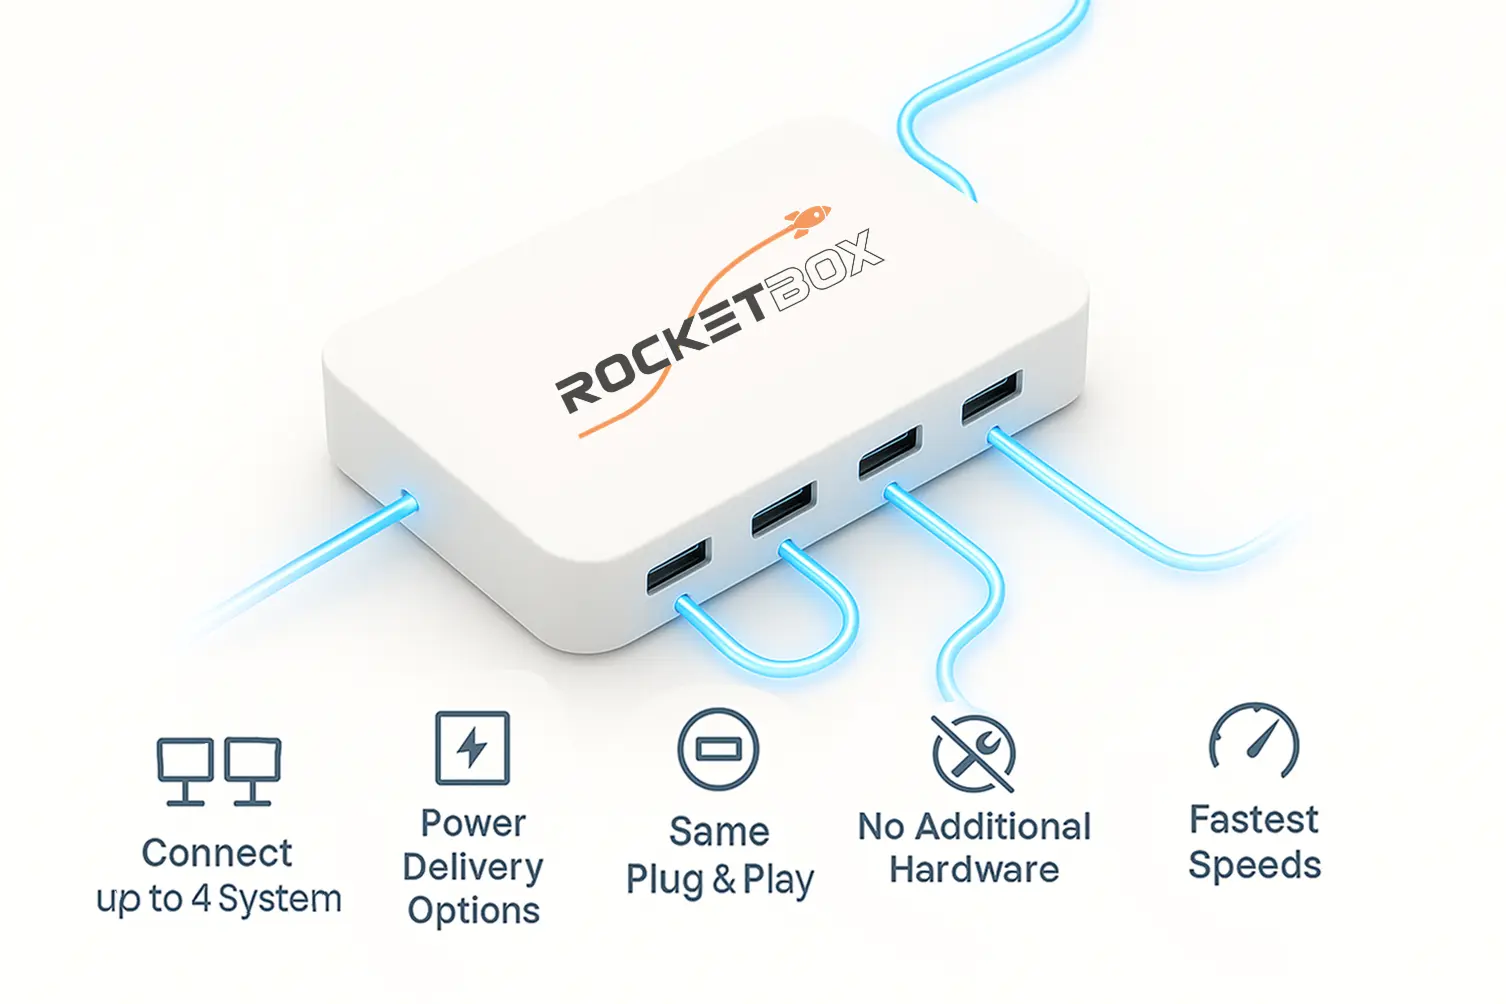 ROCKETBOX
Connect
up to 4 System
Power
Delivery
Options
Same
Plug & Play
No Additional
Hardware
Fastest
Speeds